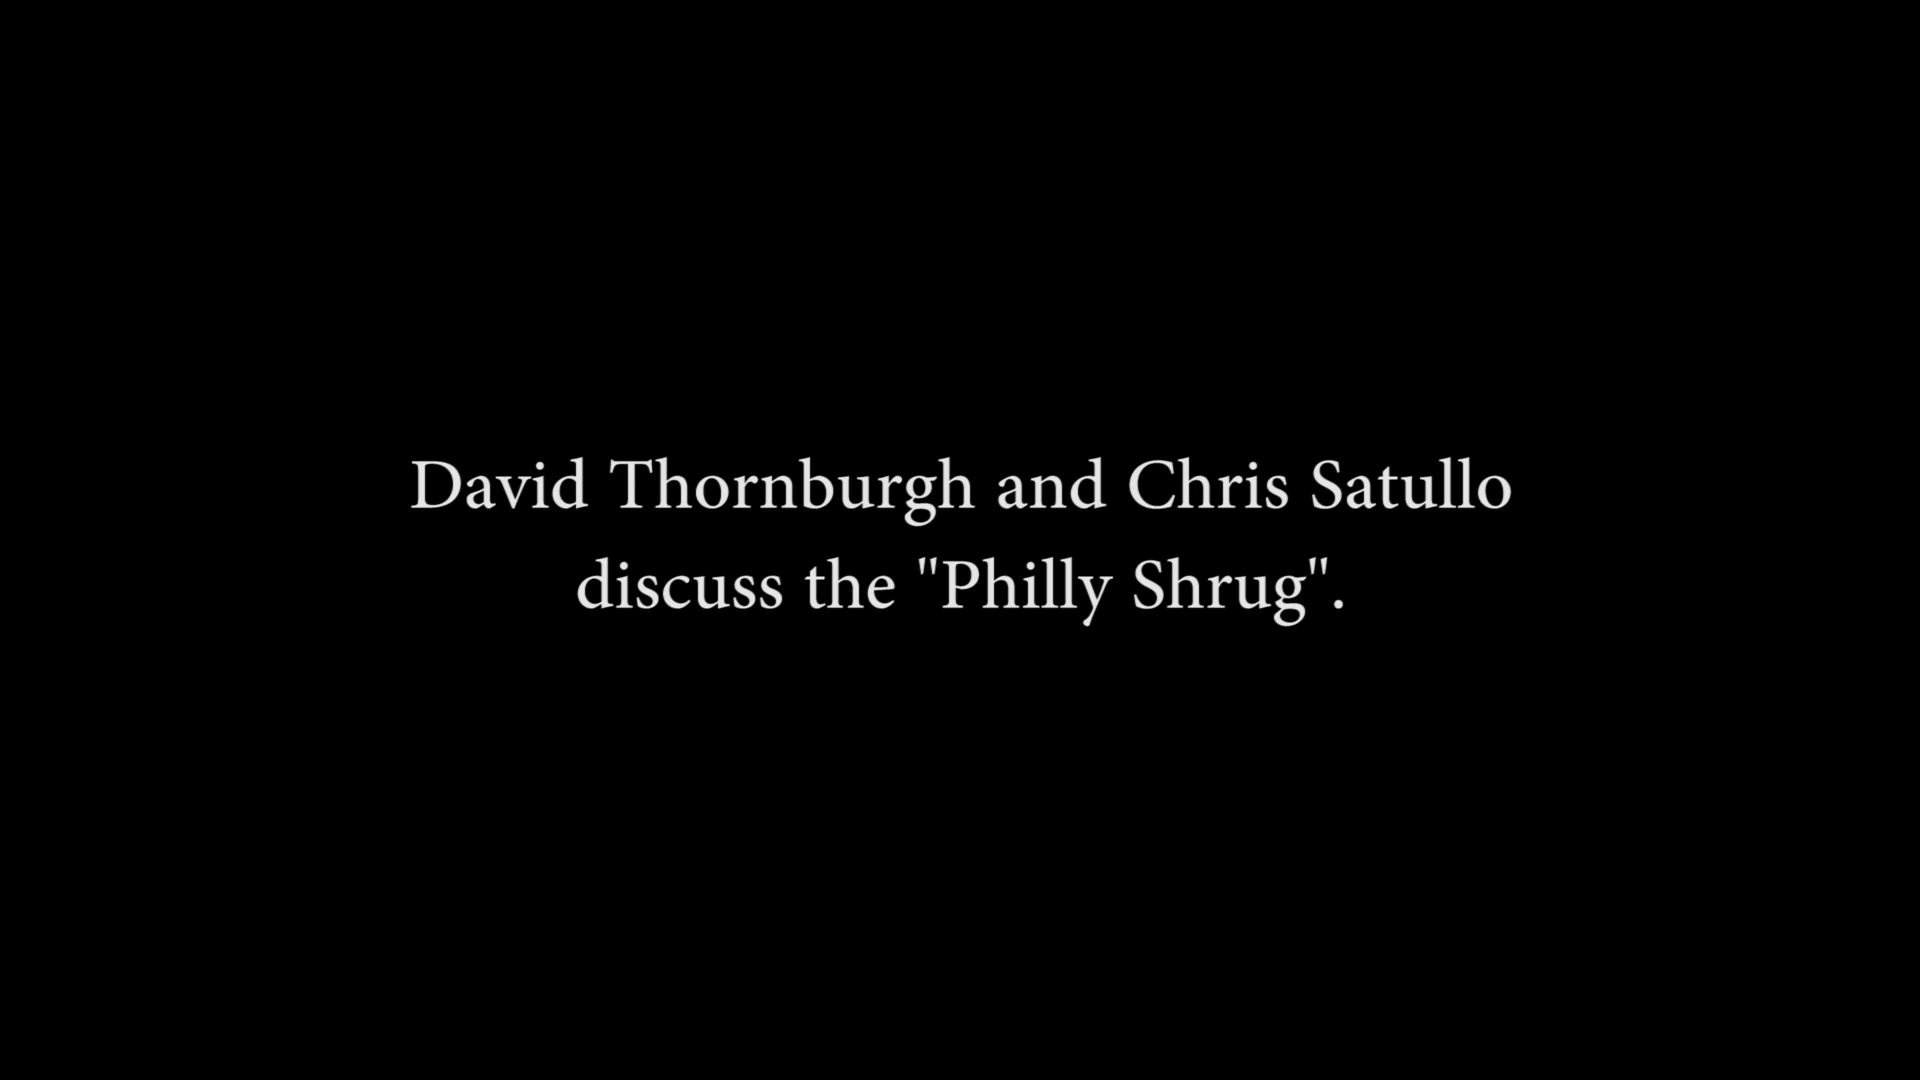 David Thornburgh and Chris Satullo
discuss the "Philly Shrug".